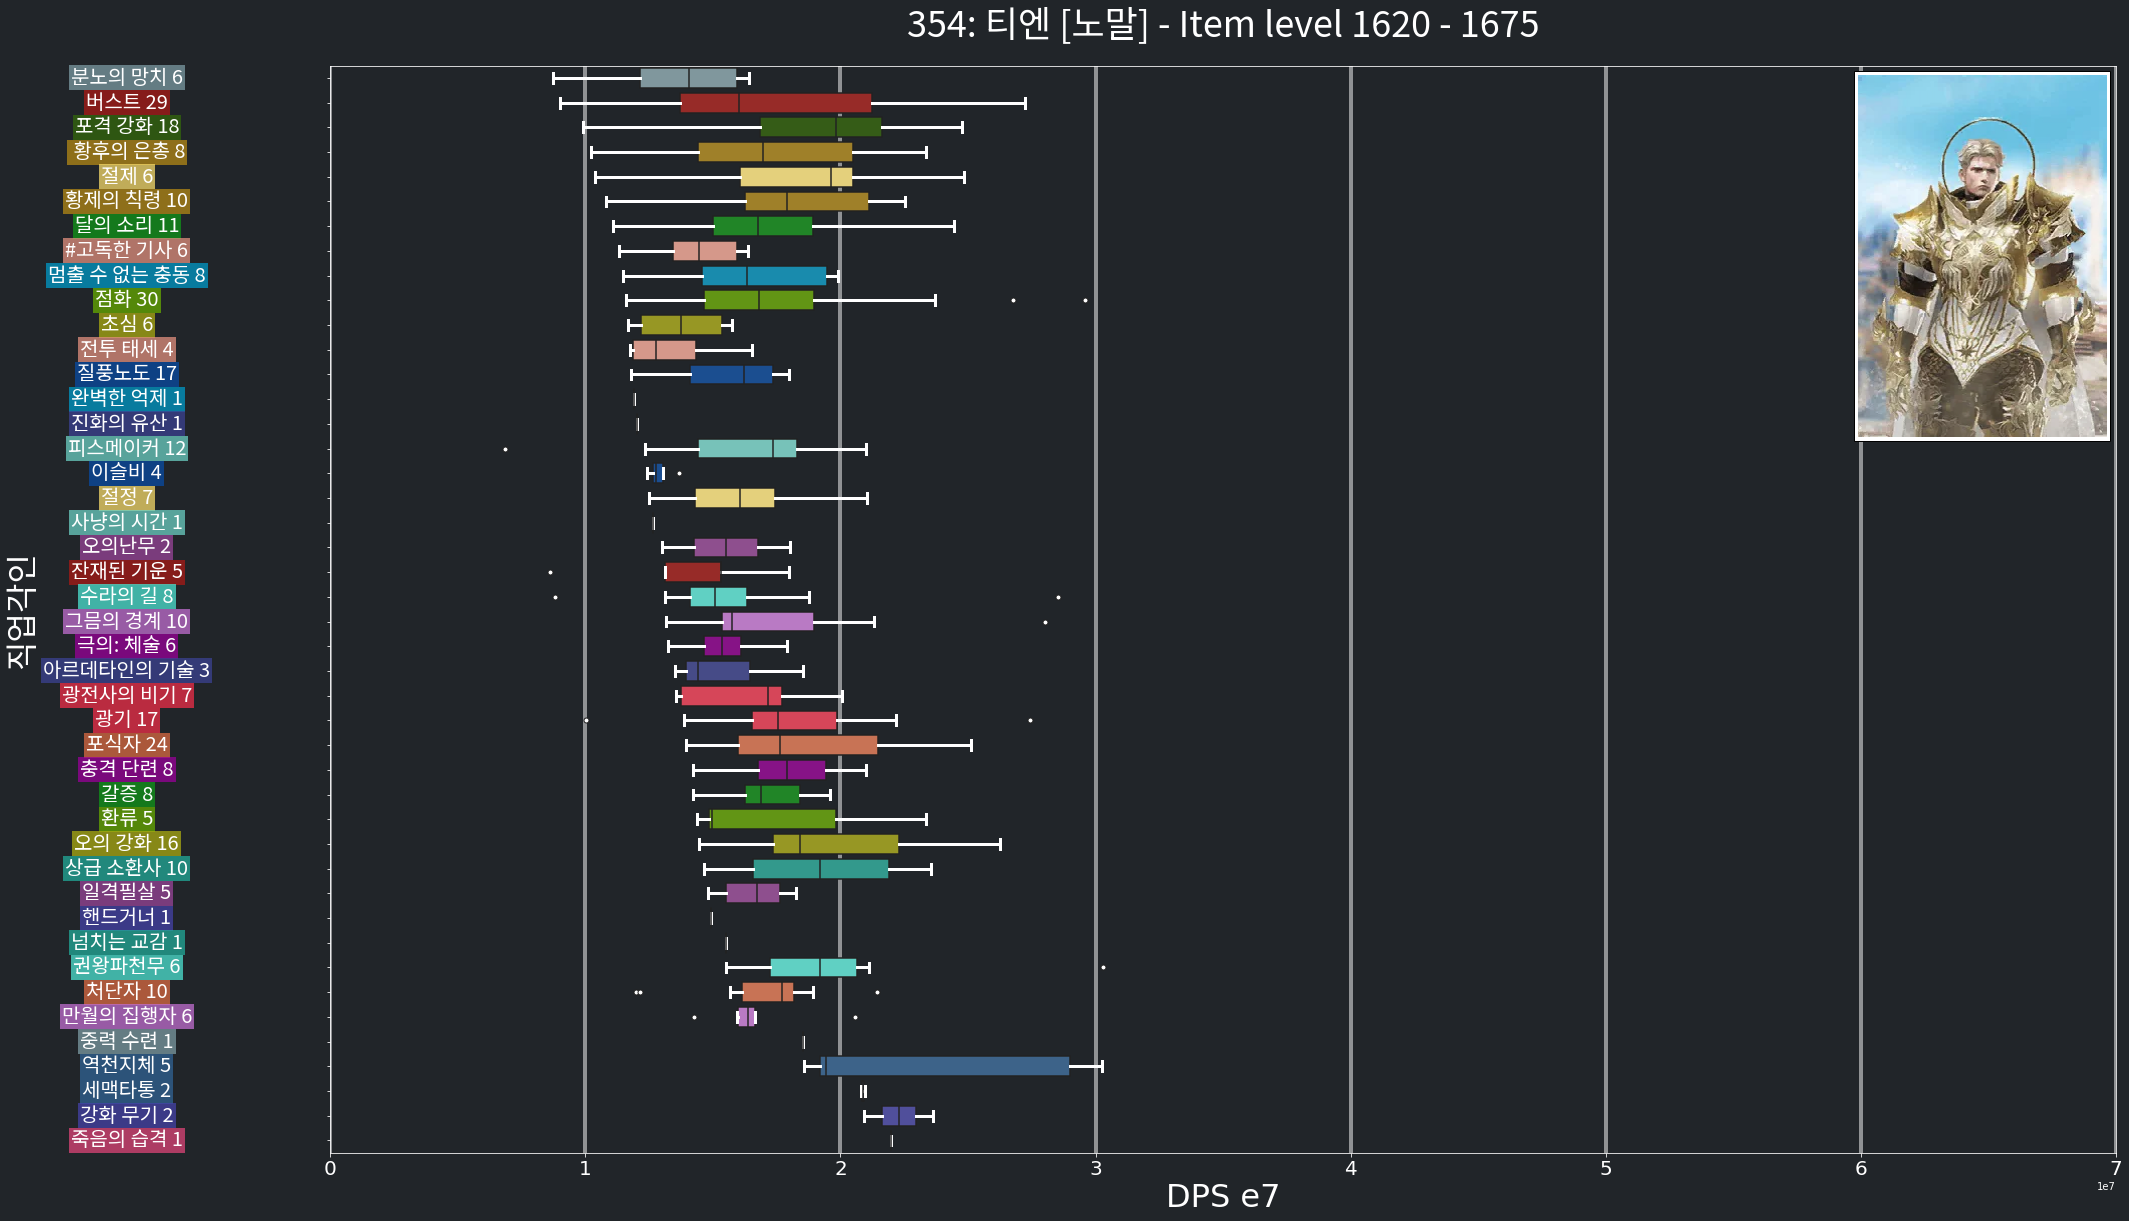 354: 티엔 [노말] - Item level 1620 - 1675
직업각인
분노의 망치 6
버스트 29
포격 강화 18
황후의 은총 8
절제 6
황제의 칙령 10
달의 소리 11
#고독한 기사 6
멈출 수 없는 충동 8
점화 30
초심 6
전투 태세 4
질풍노도 17
완벽한 억제 1
진화의 유산 1
피스메이커 12
이슬비 4
절정 7
사냥의 시간 1
오의난무 2
잔재된 기운 5
수라의 길 8
그믐의 경계 10
극의: 체술 6
아르데타인의 기술 3
광전사의 비기 7
광기 17
포식자 24
충격 단련 8
갈증 8
환류 5
오의 강화 16
상급 소환사 10
일격필살 5
핸드거너 1
넘치는 교감 1
권왕파천무 6
처단자 10
만월의 집행자 6
중력 수련 1
역천지체 5
세맥타통 2
강화 무기 2
죽음의 습격 1
0 1 2 3 4 5 6 7
1e7
DPS e7